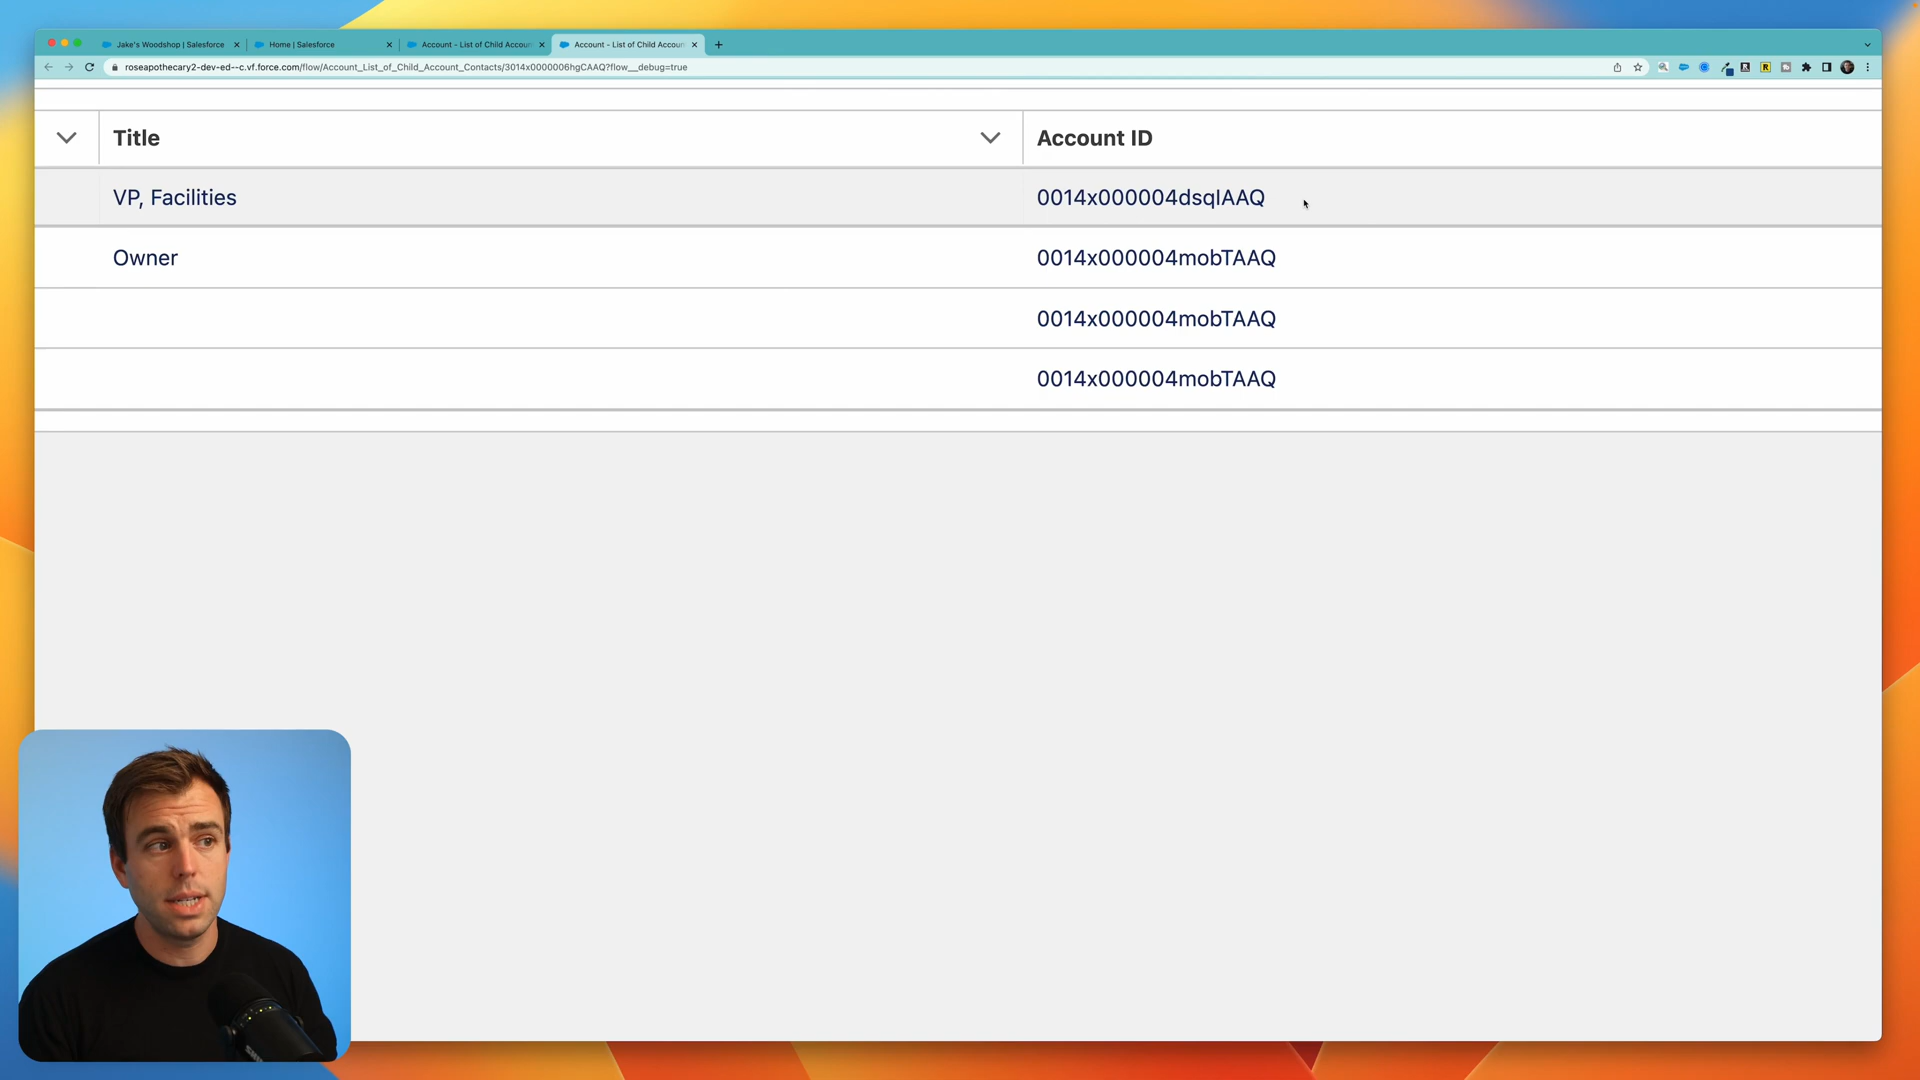 Jake's Woodshop | Salesforce
Home | Salesforce
Account - List of Child Accoun
Account - List of Child Accoun
roseapothecary2-dev-ed--c.vf.force.com/flow/Account_List_of_Child_Account_Contacts/3014x0000006hgCAAQ?flow__debug=true
Title
Account ID
VP, Facilities
0014x000004dsqlAAQ
Owner
0014x000004mobTAAQ
0014x000004mobTAAQ
0014x000004mobTAAQ